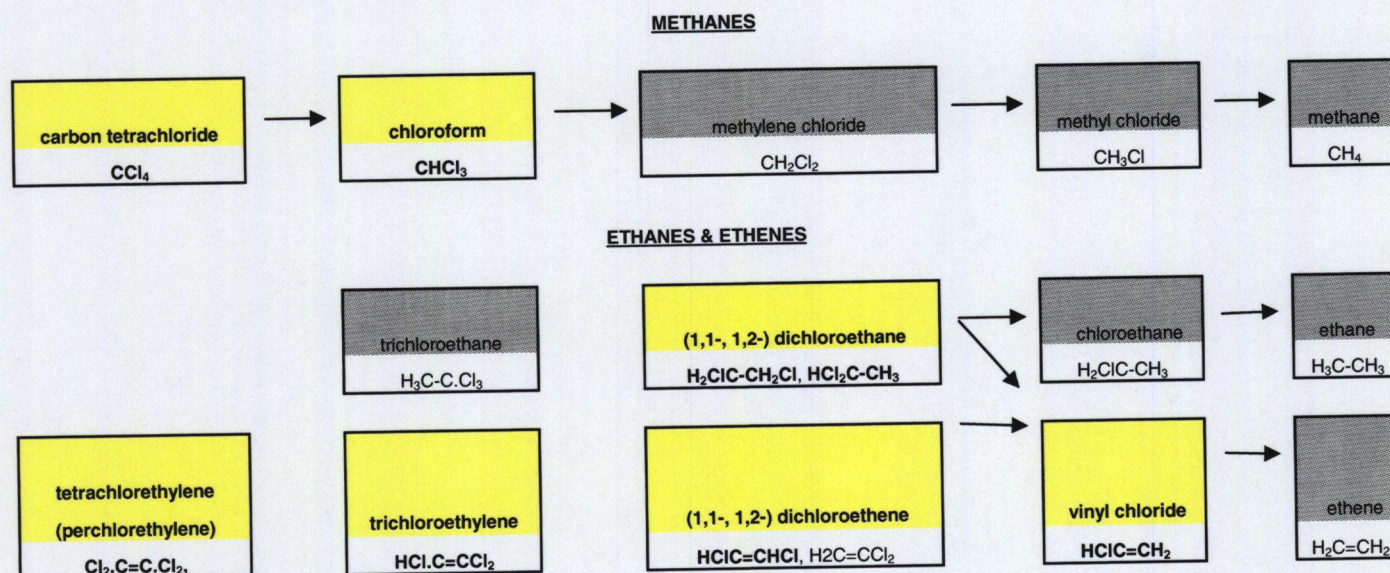 METHANES
carbon tetrachloride
CCl₄
chloroform
CHCl₃
methylene chloride
CH₂Cl₂
methyl chloride
CH₃Cl
methane
CH₄
ETHANES & ETHENES
trichloroethane
H₃C-C.Cl₃
(1,1-, 1,2-) dichloroethane
H₂ClC-CH₂Cl, HCl₂C-CH₃
chloroethane
H₂ClC-CH₃
ethane
H₃C-CH₃
tetrachlorethylene
(perchlorethylene)
Cl₂.C=C.Cl₂,
trichloroethylene
HCl.C=CCl₂
(1,1-, 1,2-) dichloroethene
HClC=CHCl, H2C=CCl₂
vinyl chloride
HClC=CH₂
ethene
H₂C=CH₂